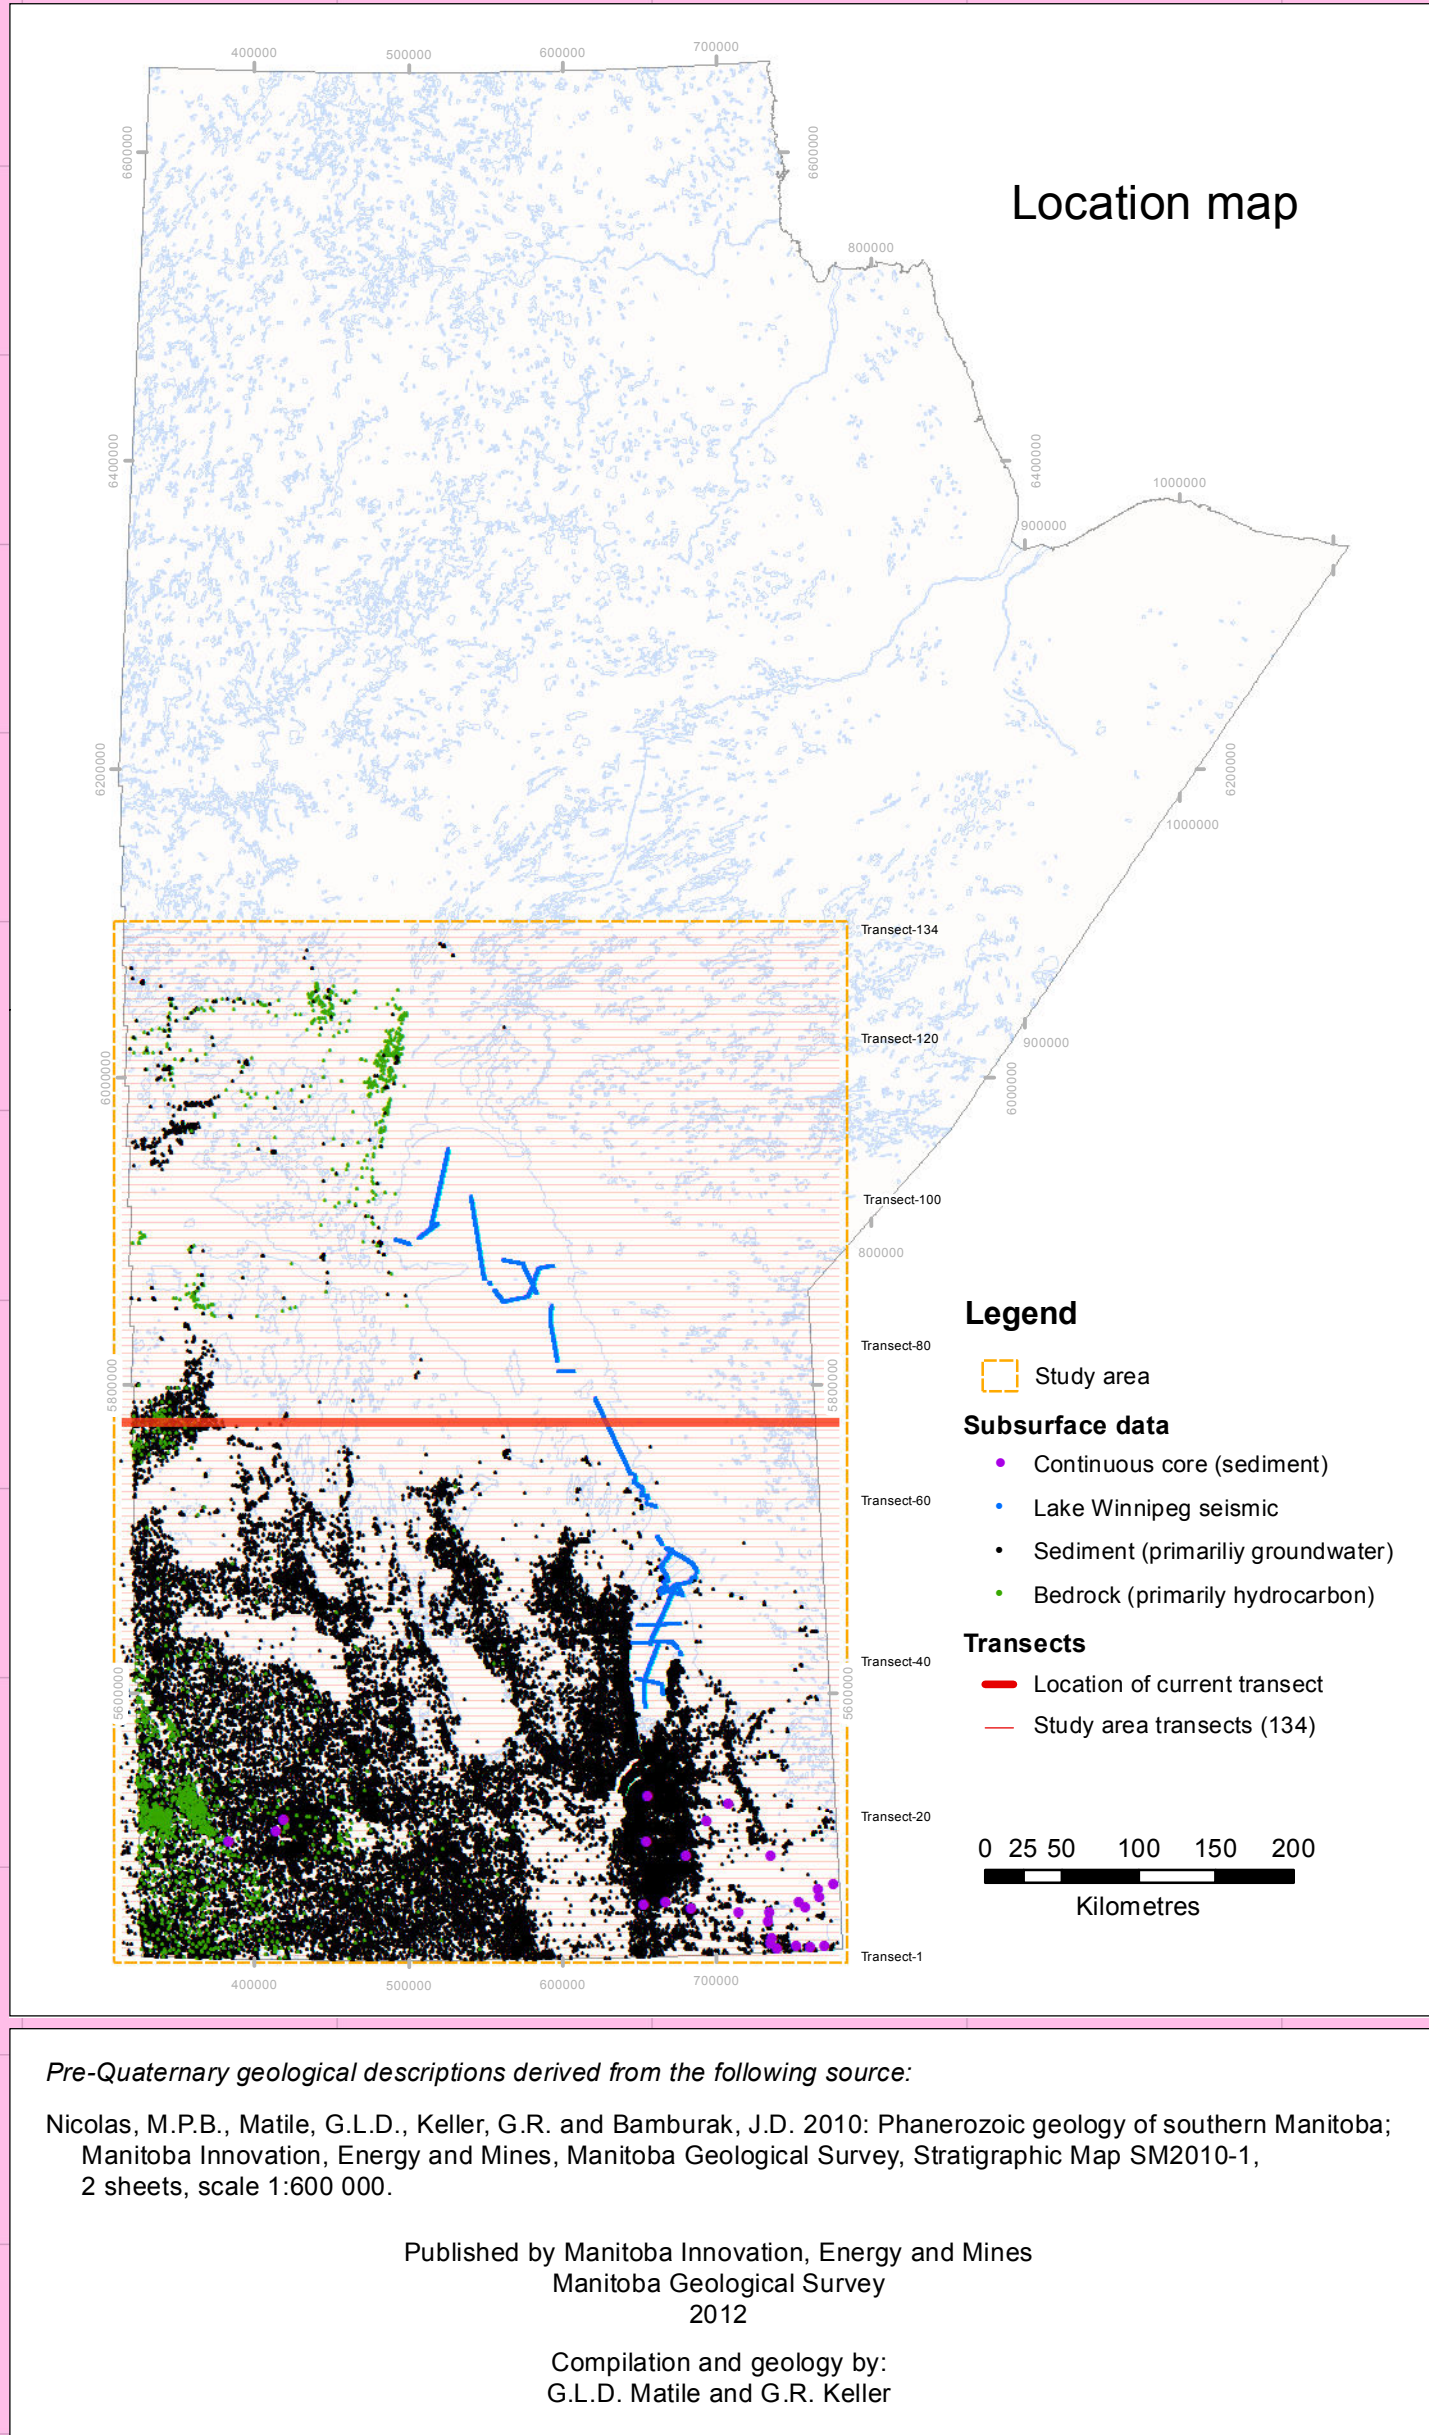 400000
500000
600000
700000
6600000
6600000
Location map
800000
6400000
6400000
1000000
900000
6200000
6200000
1000000
Transect-134
Transect-120
900000
6000000
6000000
Transect-100
800000
Legend
Transect-80
Study area
5800000
5800000
Subsurface data
Continuous core (sediment)
Transect-60
Lake Winnipeg seismic
Sediment (primariliy groundwater)
Bedrock (primarily hydrocarbon)
Transects
Transect-40
5600000
5600000
Location of current transect
Study area transects (134)
Transect-20
0 25 50 100 150 200
Kilometres
Transect-1
400000
500000
600000
700000
Pre-Quaternary geological descriptions derived from the following source:
Nicolas, M.P.B., Matile, G.L.D., Keller, G.R. and Bamburak, J.D. 2010: Phanerozoic geology of southern Manitoba;
Manitoba Innovation, Energy and Mines, Manitoba Geological Survey, Stratigraphic Map SM2010-1,
2 sheets, scale 1:600 000.
Published by Manitoba Innovation, Energy and Mines
Manitoba Geological Survey
2012
Compilation and geology by:
G.L.D. Matile and G.R. Keller